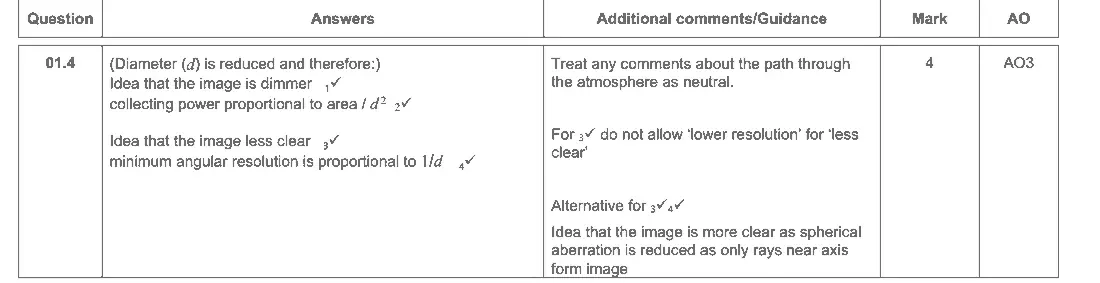 Question Answers Additional comments/Guidance Mark AO
01.4 (Diameter (d) is reduced and therefore:) Treat any comments about the path through 4 AO3
Idea that the image is dimmer ₁✓ the atmosphere as neutral.
collecting power proportional to area / d² ₂✓
Idea that the image less clear ₃✓ For ₃✓ do not allow ‘lower resolution’ for ‘less
minimum angular resolution is proportional to 1/d ₄✓ clear’
Alternative for ₃✓₄✓
Idea that the image is more clear as spherical
aberration is reduced as only rays near axis
form image